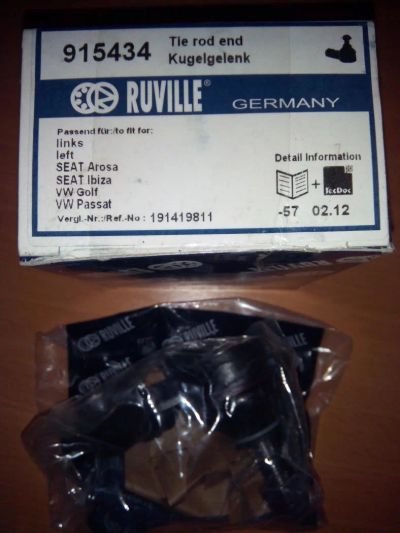 915434
Tie rod end
Kugelgelenk
RUVILLE®
GERMANY
Passend für:/to fit for:
links
left
SEAT Arosa
SEAT Ibiza
VW Golf
VW Passat
Vergl.-Nr.:/Ref.-No : 191419811
Detail Information
+
TecDoc
-57 02.12
RUVILLE
RUVILLE